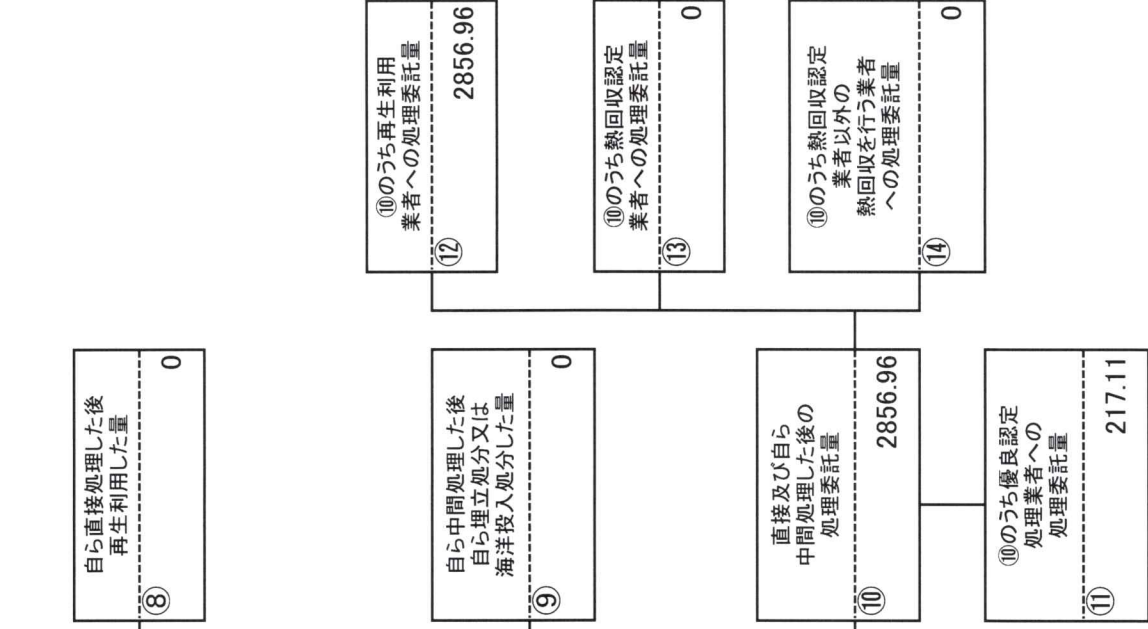 自ら直接処理した後
再生利用した量
⑧
0
自ら中間処理した後
自ら埋立処分又は
海洋投入処分した量
⑨
0
直接及び自ら
中間処理した後の
処理委託量
⑩
2856.96
⑩のうち優良認定
処理業者への
処理委託量
⑪
217.11
⑩のうち再生利用
業者への処理委託量
⑫
2856.96
⑩のうち熱回収認定
業者への処理委託量
⑬
0
⑩のうち熱回収認定
業者以外の
熱回収を行う業者
への処理委託量
⑭
0